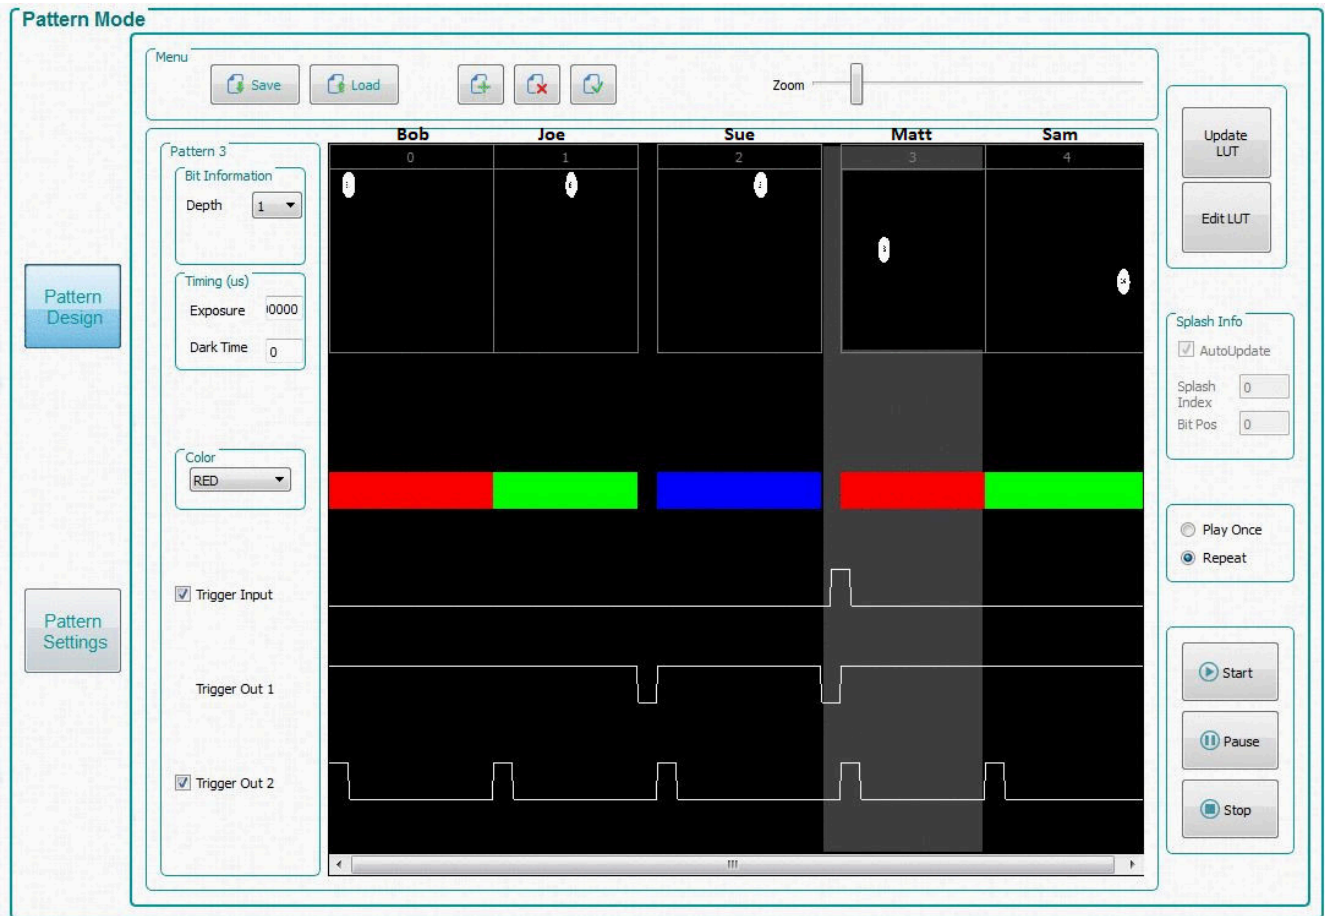 Pattern Mode
Menu
Save
Load
Zoom
Update
LUT
Edit LUT
Bob
Joe
Sue
Matt
Sam
0
1
2
3
4
Pattern 3
Bit Information
Depth
1
Timing (us)
Exposure
0000
Dark Time
0
Color
RED
Trigger Input
Trigger Out 1
Trigger Out 2
Pattern
Design
Pattern
Settings
Splash Info
AutoUpdate
Splash
Index
0
Bit Pos
0
Play Once
Repeat
Start
Pause
Stop